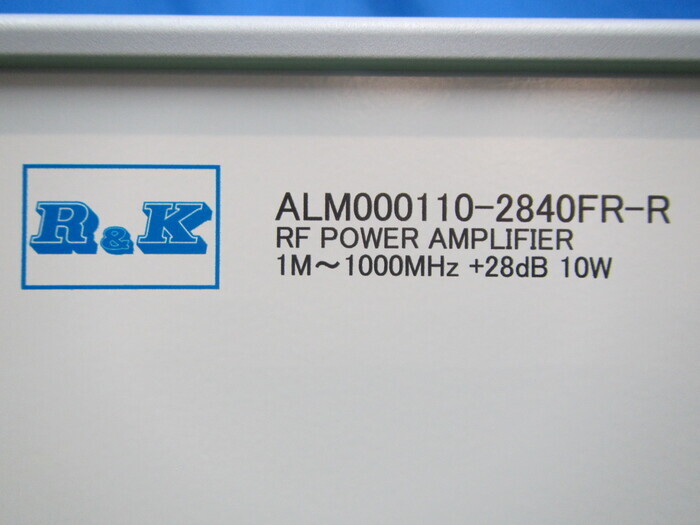 R&K
ALM000110-2840FR-R
RF POWER AMPLIFIER
1M～1000MHz +28dB 10W